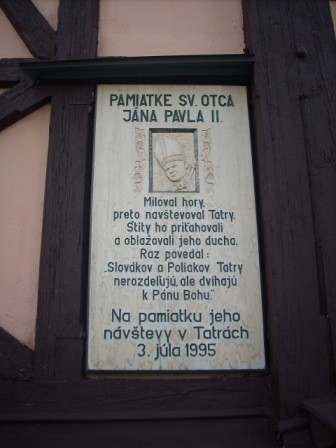 PAMIATKE SV. OTCA
JÁNA PAVLA II.
Miloval hory,
preto navštevoval Tatry.
Štíty ho priťahovali
a oblažovali jeho ducha.
Raz povedal:
„Slovákov a Poliakov Tatry
nerozdeľujú, ale dvíhajú
k Pánu Bohu.“
Na pamiatku jeho
návštevy v Tatrách
3. júla 1995